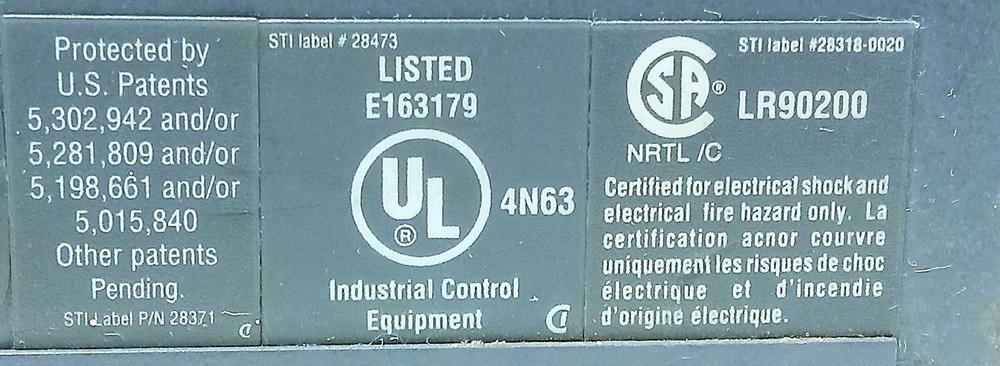 Protected by
U.S. Patents
5,302,942 and/or
5,281,809 and/or
5,198,661 and/or
5,015,840
Other patents
Pending.
STI Label P/N 28371
STI label # 28473
LISTED
E163179
UL
®
4N63
Industrial Control
Equipment
STI label #28318-0020
SA ®
LR90200
NRTL /C
Certified for electrical shock and
electrical fire hazard only. La
certification acnor courvre
uniquement les risques de choc
électrique et d'incendie
d'origine électrique.